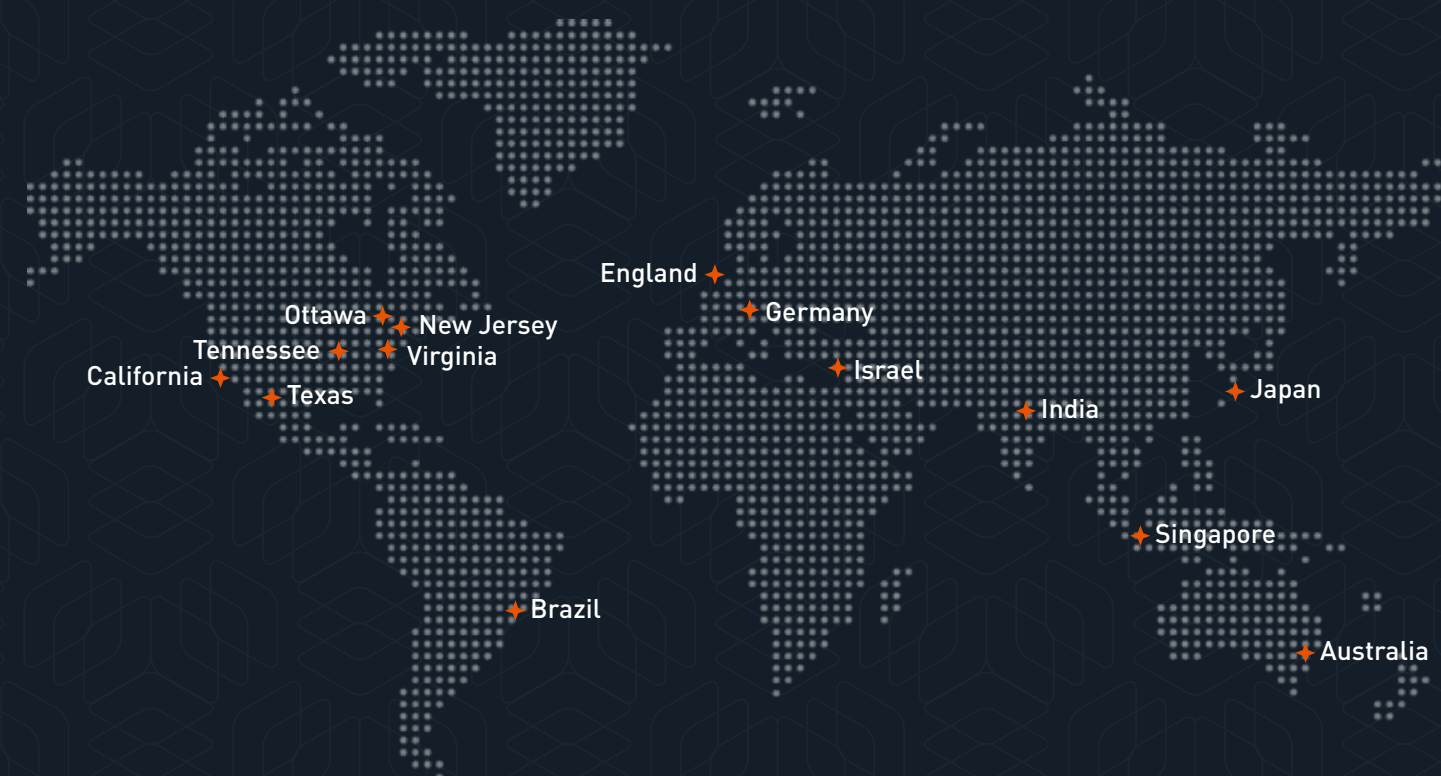 England
Ottawa
Germany
New Jersey
Tennessee
Virginia
California
Israel
Texas
Japan
India
Singapore
Brazil
Australia